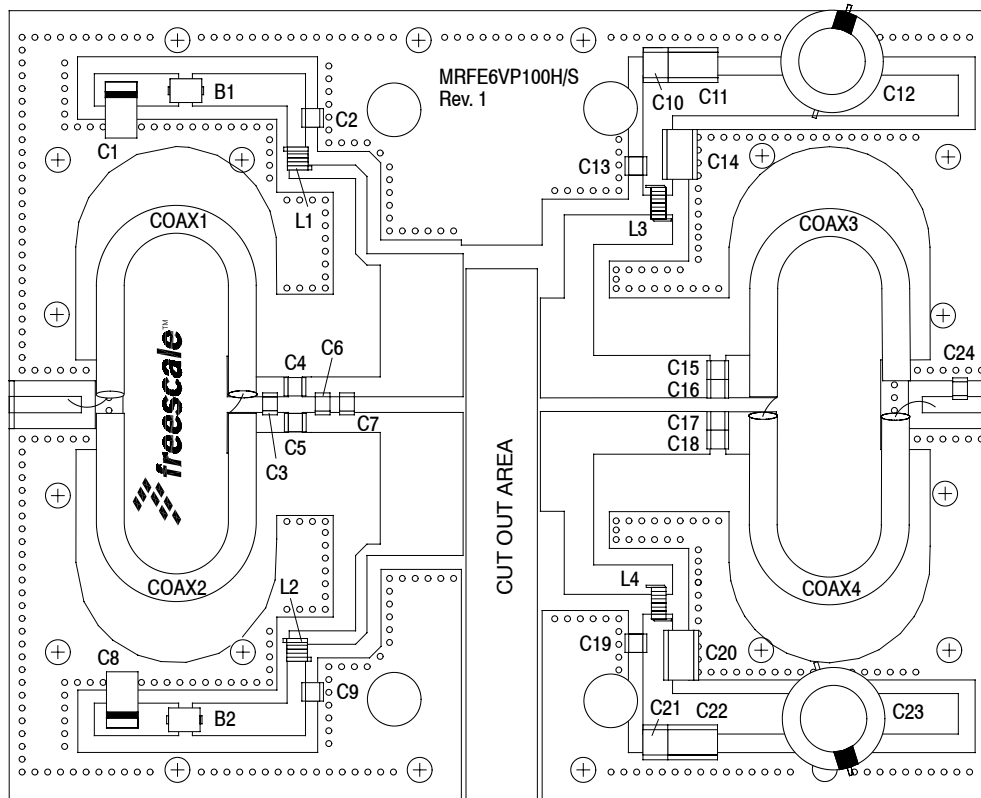 MRFE6VP100H/S
Rev. 1
B1
C2
C1
L1
COAX1
C10
C11
C12
C13
C14
L3
COAX3
freescale™
C4
C6
C3
C5
C7
C15
C16
C17
C18
C24
CUT OUT AREA
COAX2
L2
C8
B2
C9
L4
COAX4
C19
C20
C21
C22
C23